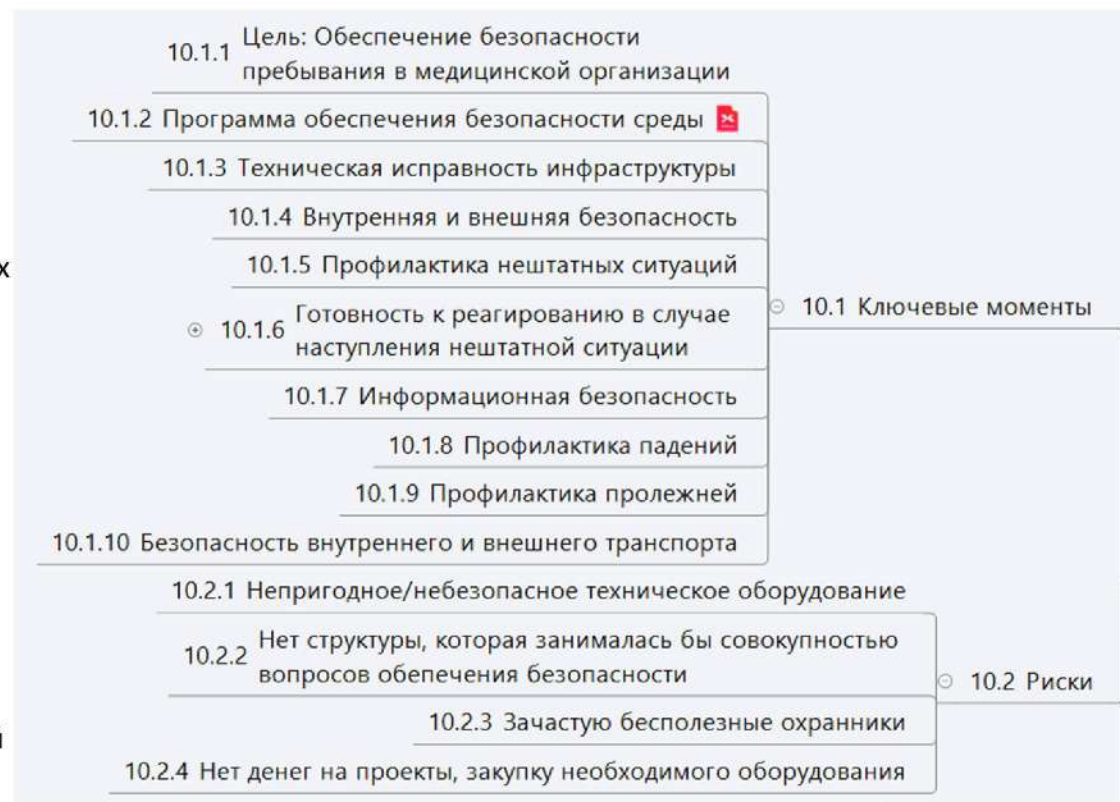 10.1.1 Цель: Обеспечение безопасности
пребывания в медицинской организации
10.1.2 Программа обеспечения безопасности среды
10.1.3 Техническая исправность инфраструктуры
10.1.4 Внутренняя и внешняя безопасность
х
10.1.5 Профилактика нештатных ситуаций
10.1.6 Готовность к реагированию в случае
наступления нештатной ситуации
10.1 Ключевые моменты
10.1.7 Информационная безопасность
10.1.8 Профилактика падений
10.1.9 Профилактика пролежней
10.1.10 Безопасность внутреннего и внешнего транспорта
10.2.1 Непригодное/небезопасное техническое оборудование
10.2.2 Нет структуры, которая занималась бы совокупностью
вопросов обепечения безопасности
10.2 Риски
10.2.3 Зачастую бесполезные охранники
10.2.4 Нет денег на проекты, закупку необходимого оборудования